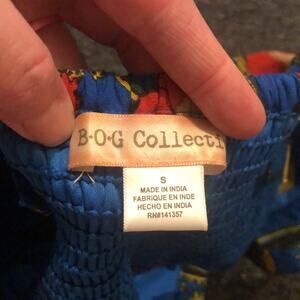 B·O·G Collecti
S
MADE IN INDIA
FABRIQUE EN INDE
HECHO EN INDIA
RN#141357